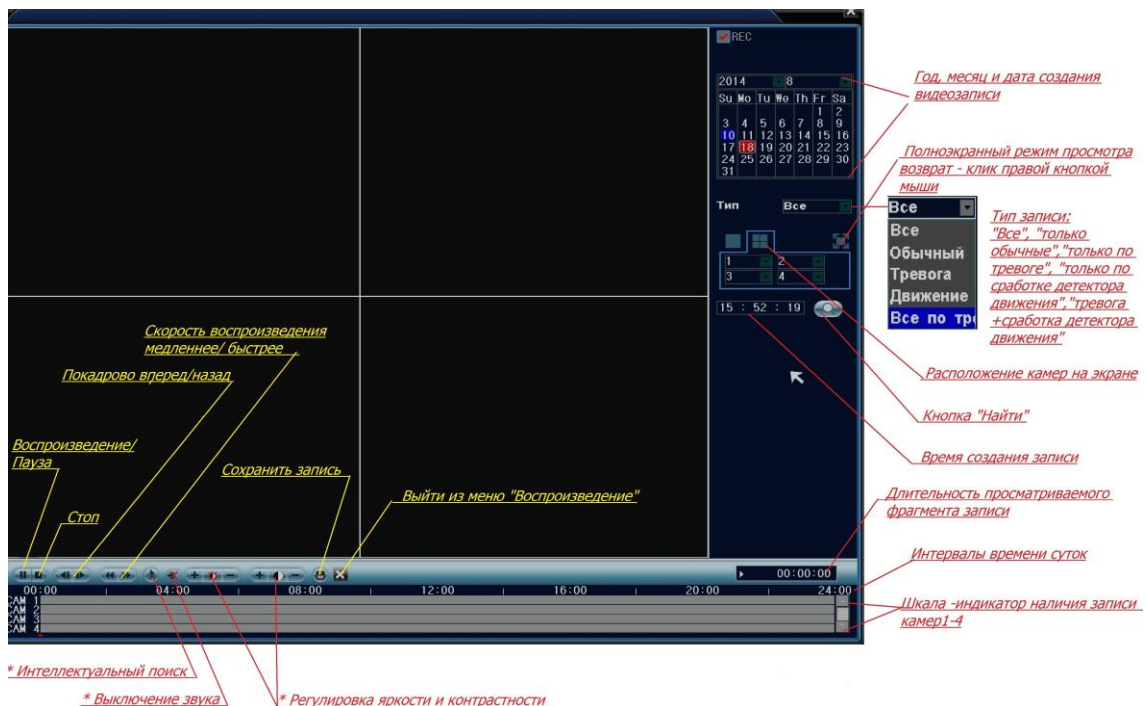 REC
2014 8
Su Mo Tu We Th Fr Sa
1 2
3 4 5 6 7 8 9
10 11 12 13 14 15 16
17 18 19 20 21 22 23
24 25 26 27 28 29 30
31
Год, месяц и дата создания
видеозаписи
Полноэкранный режим просмотра
возврат - клик правой кнопкой
мыши
Тип Все
Все
Все
Обычный
Тревога
Движение
Все по тре
Тип записи:
"Все", "только
обычные","только по
тревоге", "только по
сработке детектора
движения","тревога
+сработка детектора
движения"
1 2
3 4
15 : 52 : 19
Расположение камер на экране
Кнопка "Найти"
Время создания записи
Длительность просматриваемого
фрагмента записи
Интервалы времени суток
Шкала -индикатор наличия записи
камер1-4
Скорость воспроизведения
медленнее/ быстрее
Покадрово вперед/назад
Воспроизведение/
Пауза
Стоп
Сохранить запись
Выйти из меню "Воспроизведение"
00:00:00
00:00 04:00 08:00 12:00 16:00 20:00 24:00
CAM 1
CAM 2
CAM 3
CAM 4
* Интеллектуальный поиск
* Выключение звука
* Регулировка яркости и контрастности